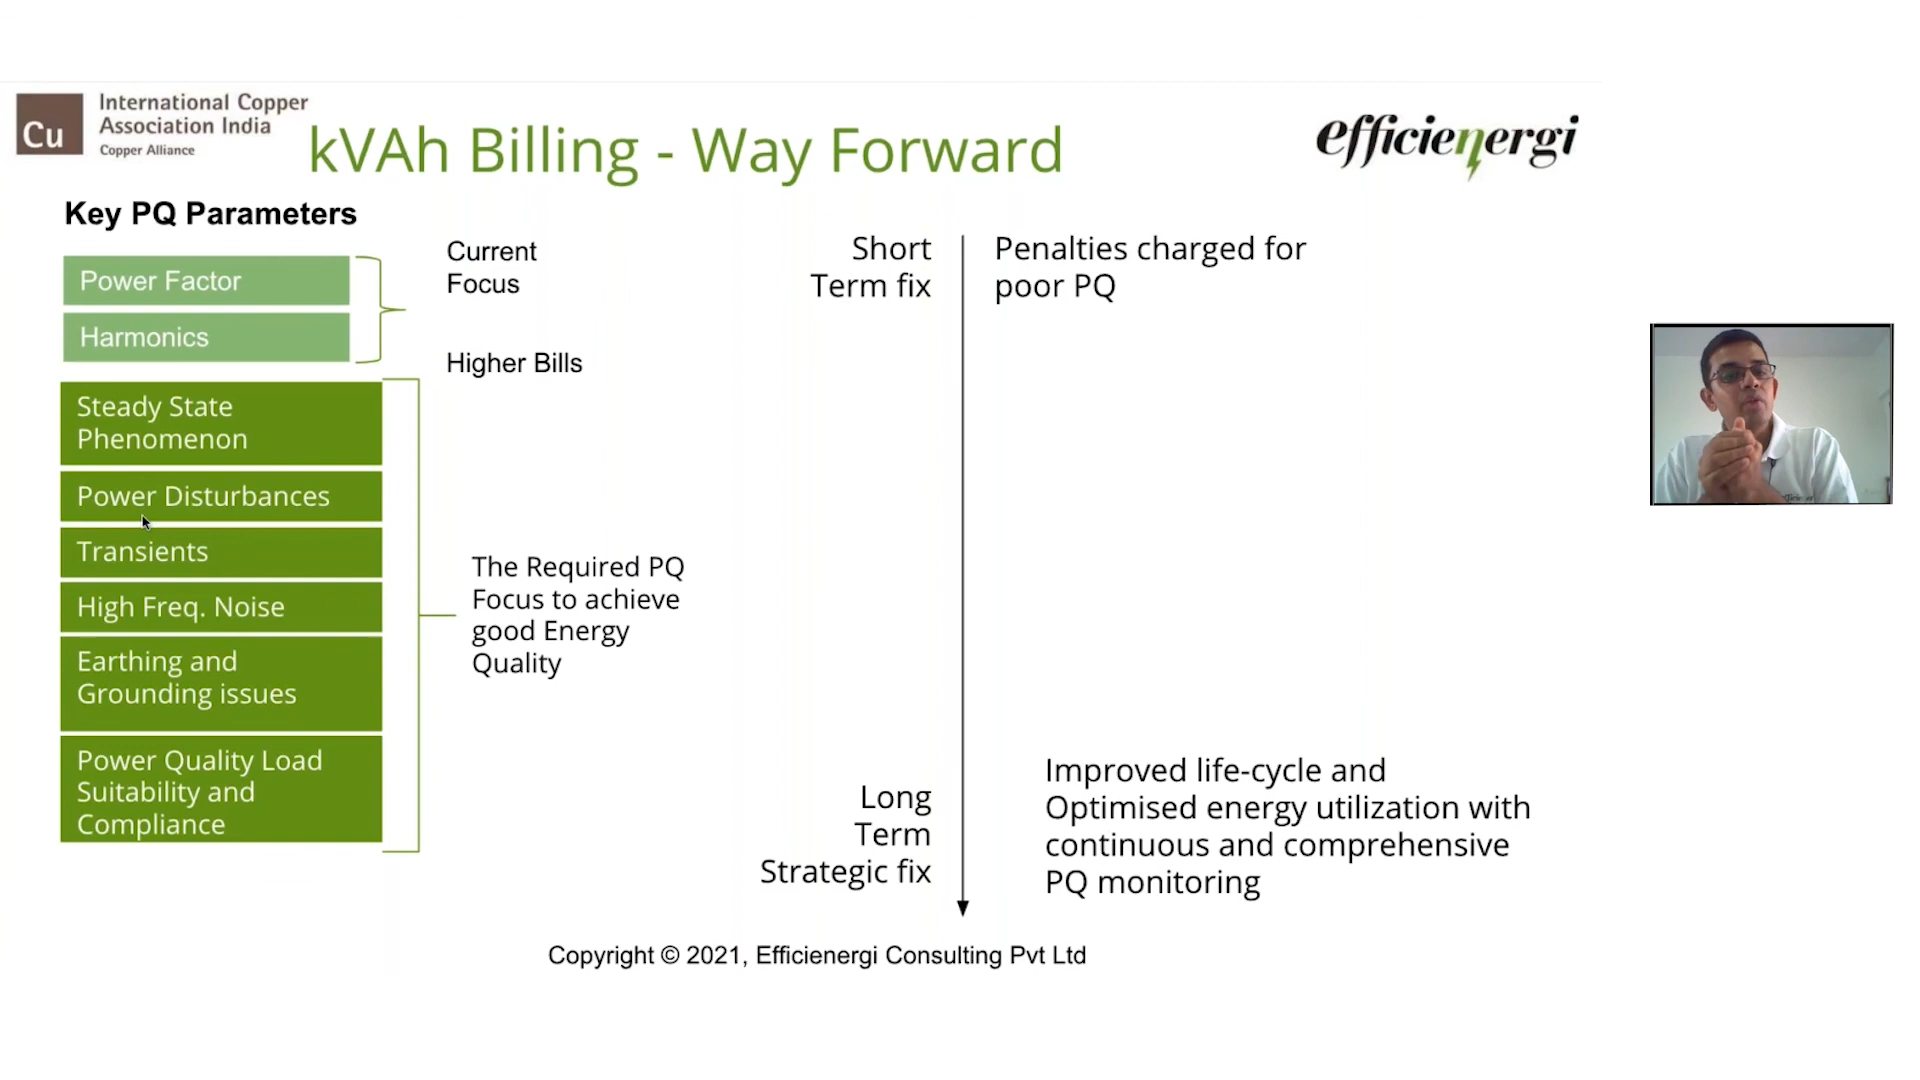 Cu
International Copper
Association India
Copper Alliance
kVAh Billing - Way Forward
efficienergi
Key PQ Parameters
Power Factor
Harmonics
Current
Focus
Higher Bills
Steady State
Phenomenon
Power Disturbances
Transients
High Freq. Noise
Earthing and
Grounding issues
Power Quality Load
Suitability and
Compliance
The Required PQ
Focus to achieve
good Energy
Quality
Short
Term fix
Penalties charged for
poor PQ
Long
Term
Strategic fix
Improved life-cycle and
Optimised energy utilization with
continuous and comprehensive
PQ monitoring
Copyright © 2021, Efficienergi Consulting Pvt Ltd